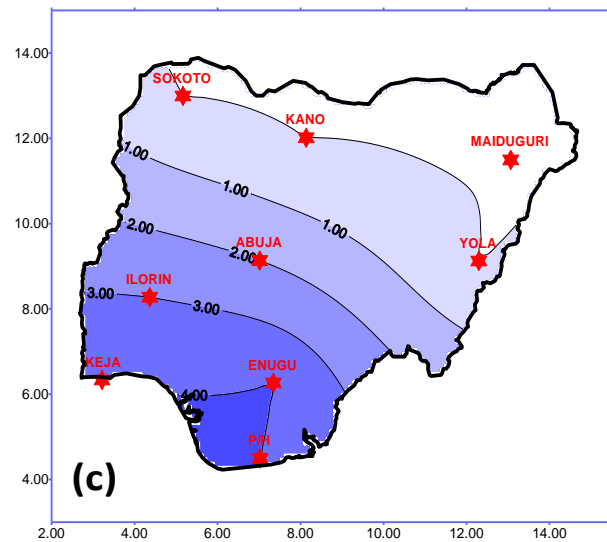 14.00
SOKOTO
KANO
12.00
MAIDUGURI
1.00
1.00
1.00
10.00
2.00
ABUJA
2.00
YOLA
ILORIN
8.00
3.00
3.00
KEJA
ENUGU
6.00
4.00
P/H
4.00
(c)
2.00 4.00 6.00 8.00 10.00 12.00 14.00